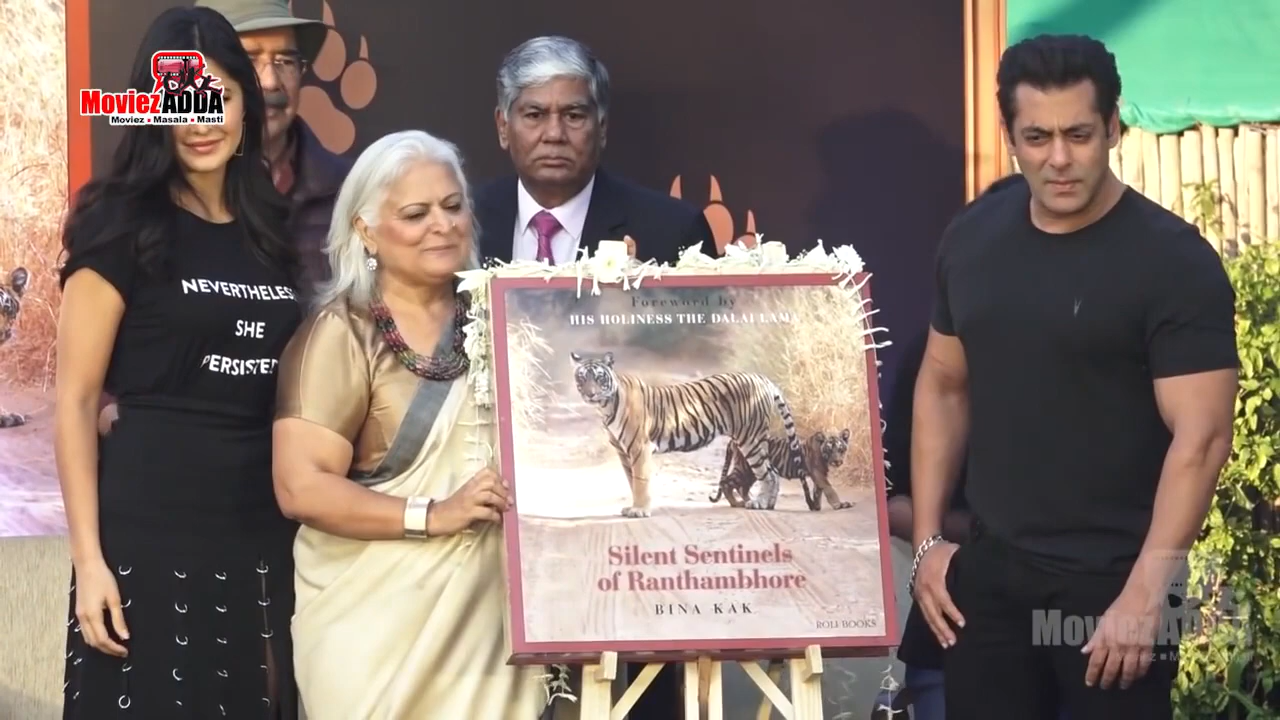 MoviezADDA
Moviez ▪ Masala ▪ Masti
NEVERTHELESS
SHE
PERSISTED
Foreword by
HIS HOLINESS THE DALAI LAMA
Silent Sentinels
of Ranthambhore
BINA KAK
ROLI BOOKS
MoviezADDA